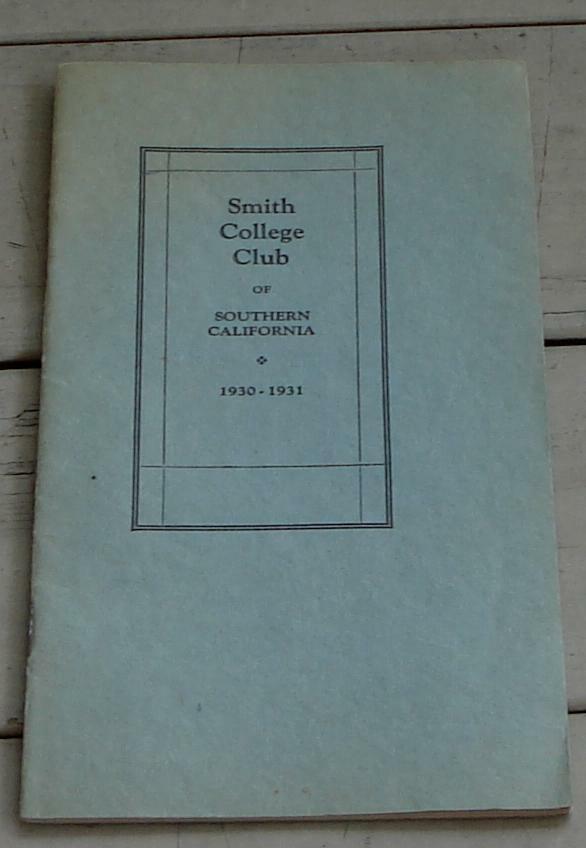 Smith
College
Club
OF
SOUTHERN
CALIFORNIA
1930-1931